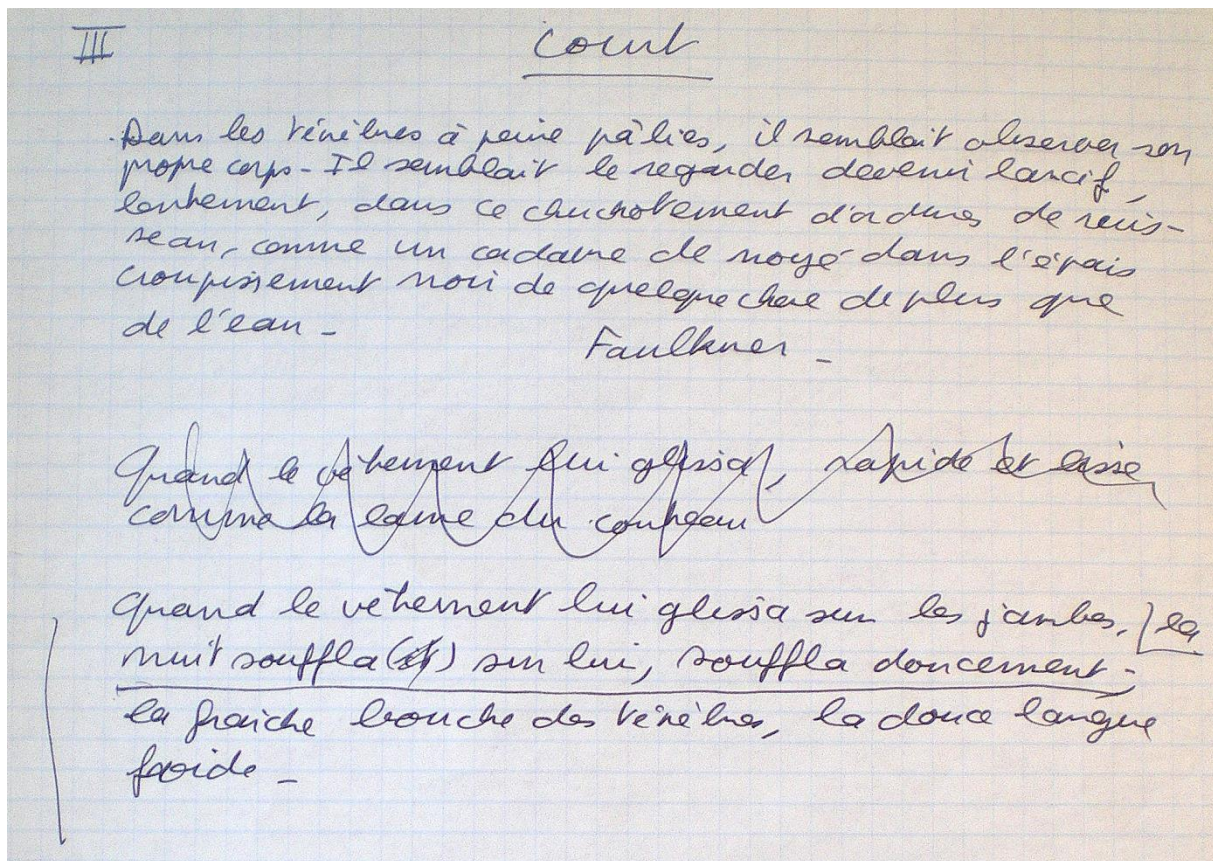 III
Court
Dans les ténèbres à peine pâlies, il semblait observer son
propre corps - Il semblait le regarder devenir lascif,
lentement, dans ce chuchotement d'ordures de ruis-
seau, comme un cadavre de noyé dans l'épais
croupissement noir de quelque chose de plus que
de l'eau -
Faulkner -
Quand le vêtement lui glissa, rapide et lisse
comme la lame du couteau
Quand le vêtement lui glissa sur les jambes, la
nuit souffla (et) sur lui, souffla doucement -,
la fraîche bouche des ténèbres, la douce langue
froide -